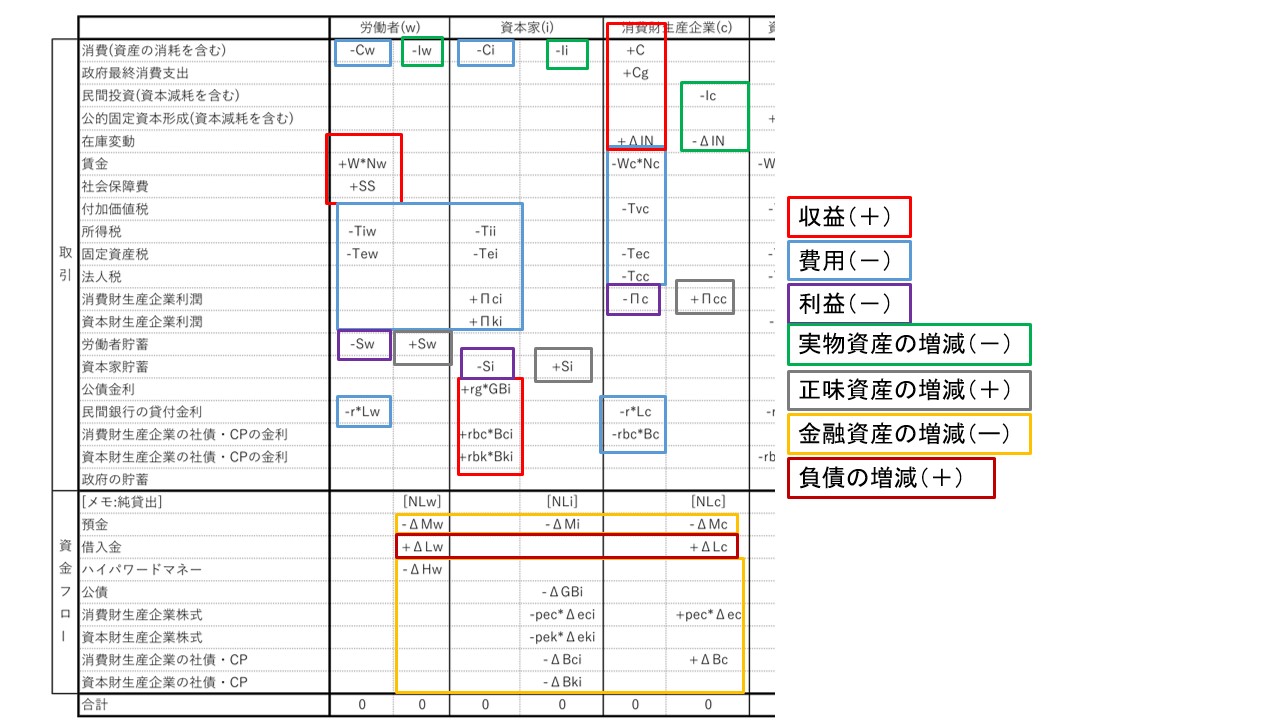 労働者(w) 資本家(i) 消費財生産企業(c)
消費(資産の消耗を含む) -Cw -Iw -Ci -Ii +C
政府最終消費支出 +Cg
民間投資(資本減耗を含む) -Ic
公的固定資本形成(資本減耗を含む) +
在庫変動 +ΔIN -ΔIN
賃金 +W*Nw -Wc*Nc -W
社会保障費 +SS
付加価値税 -Tvc
所得税 -Tiw -Tii
取引
固定資産税 -Tew -Tei -Tec
法人税 -Tcc
消費財生産企業利潤 +Πci -Πc +Πcc
資本財生産企業利潤 +Πki
労働者貯蓄 -Sw +Sw
資本家貯蓄 -Si +Si
公債金利 +rg*GBi
民間銀行の貸付金利 -r*Lw -r*Lc
消費財生産企業の社債・CPの金利 +rbc*Bci -rbc*Bc
資本財生産企業の社債・CPの金利 +rbk*Bki -rb
政府の貯蓄
[メモ:純貸出] [NLw] [NLi] [NLc]
資金フロー
預金 -ΔMw -ΔMi -ΔMc
借入金 +ΔLw +ΔLc
ハイパワードマネー -ΔHw
公債 -ΔGBi
消費財生産企業株式 -pec*Δeci +pec*Δec
資本財生産企業株式 -pek*Δeki
消費財生産企業の社債・CP -ΔBci +ΔBc
資本財生産企業の社債・CP -ΔBki
合計 0 0 0 0 0
収益(＋)
費用(－)
利益(－)
実物資産の増減(－)
正味資産の増減(＋)
金融資産の増減(－)
負債の増減(＋)